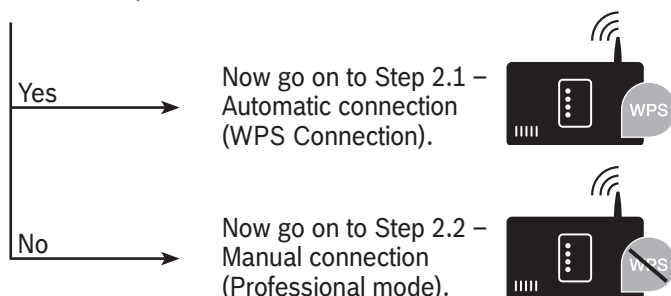 Yes
Now go on to Step 2.1 –
Automatic connection
(WPS Connection).
WPS
No
Now go on to Step 2.2 –
Manual connection
(Professional mode).
WPS